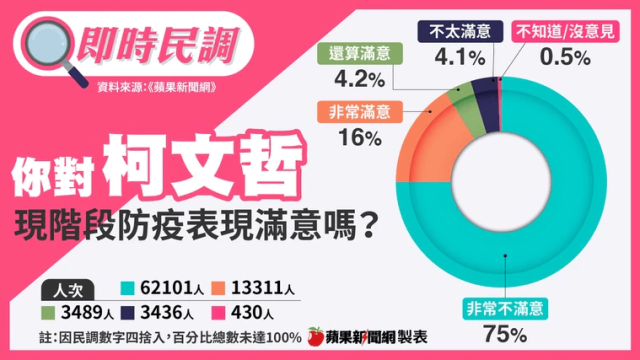 即時民調
資料來源:《蘋果新聞網》
不太滿意
4.1%
不知道/沒意見
0.5%
還算滿意
4.2%
非常滿意
16%
你對柯文哲
現階段防疫表現滿意嗎?
人次
62101人
13311人
3489人
3436人
430人
非常不滿意
75%
註:因民調數字四捨入,百分比總數未達100%
蘋果新聞網 製表